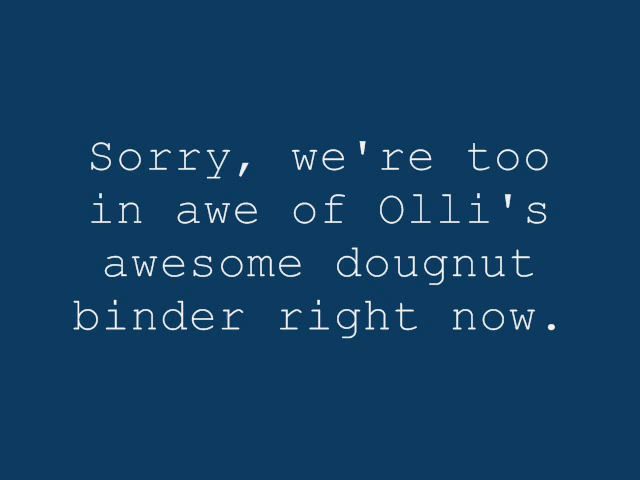 Sorry, we're too
in awe of Olli's
awesome dougnut
binder right now.